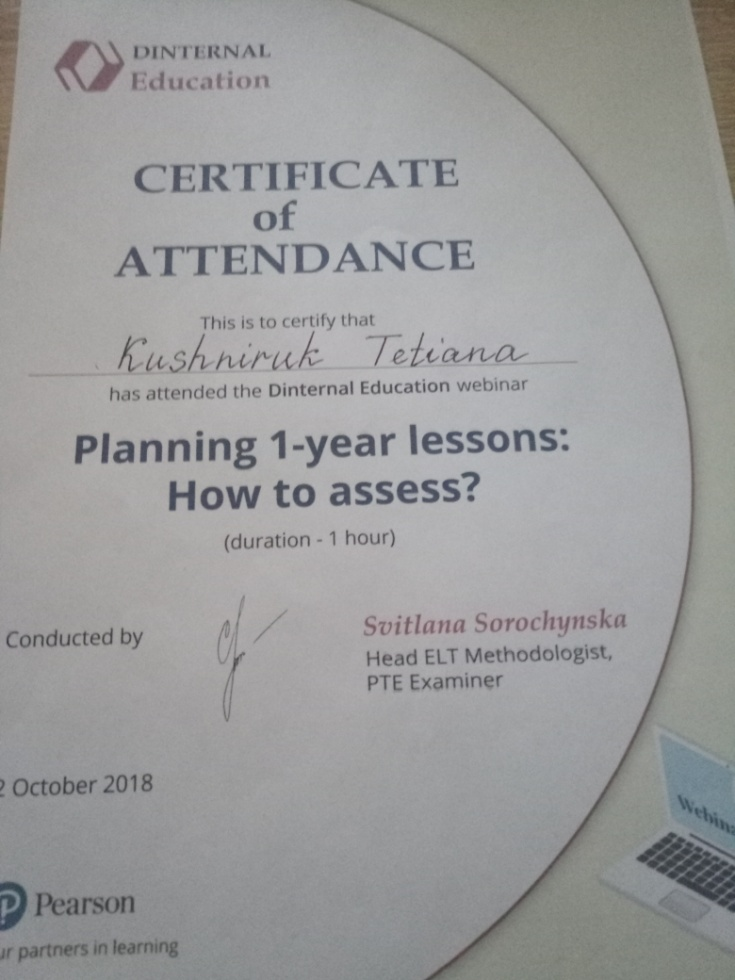 DINTERNAL
Education
CERTIFICATE
of
ATTENDANCE
This is to certify that
Kushniruk Tetiana
has attended the Dinternal Education webinar
Planning 1-year lessons:
How to assess?
(duration - 1 hour)
Conducted by
Svitlana Sorochynska
Head ELT Methodologist,
PTE Examiner
2 October 2018
Pearson
partners in learning